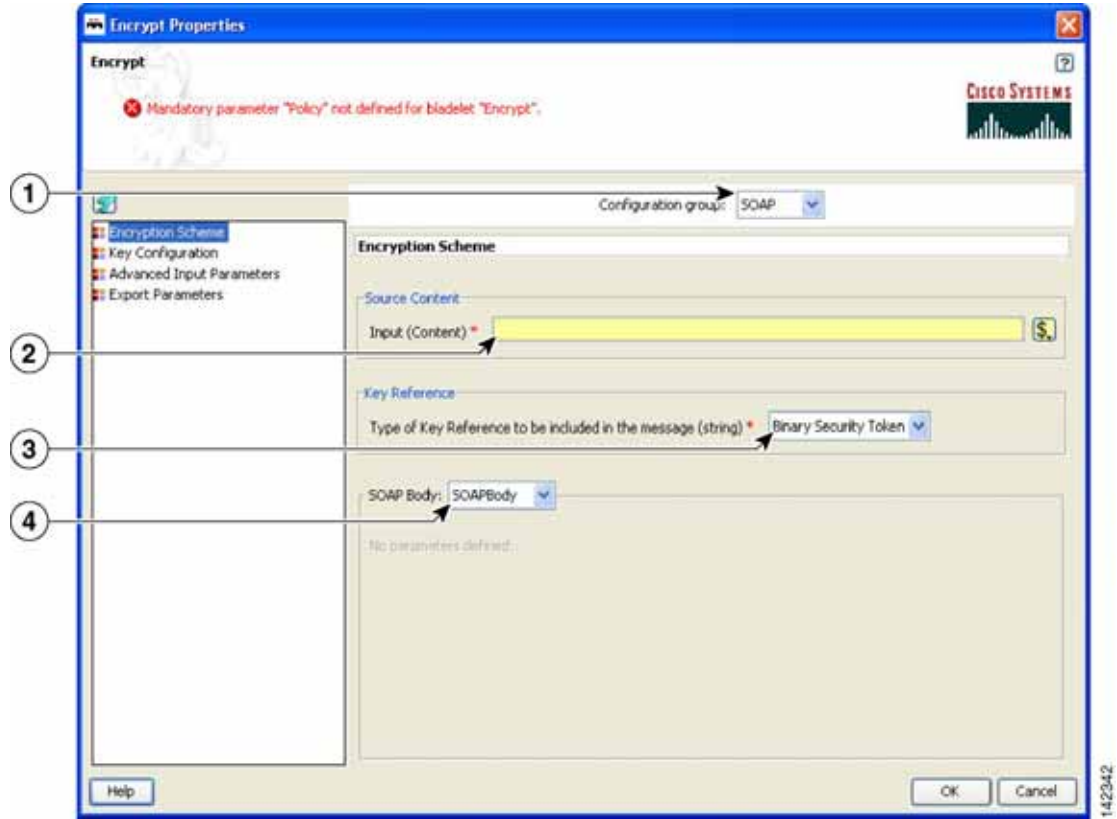 Encrypt Properties
Encrypt
Mandatory parameter "Policy" not defined for bladelet "Encrypt".
CISCO SYSTEMS
1
Configuration group: SOAP
Encryption Scheme
Key Configuration
Advanced Input Parameters
Export Parameters
Encryption Scheme
Source Content
Input (Content) *
$
2
Key Reference
Type of Key Reference to be included in the message (string) * Binary Security Token
3
SOAP Body: SOAPBody
4
No parameters defined.
Help
OK
Cancel
142342